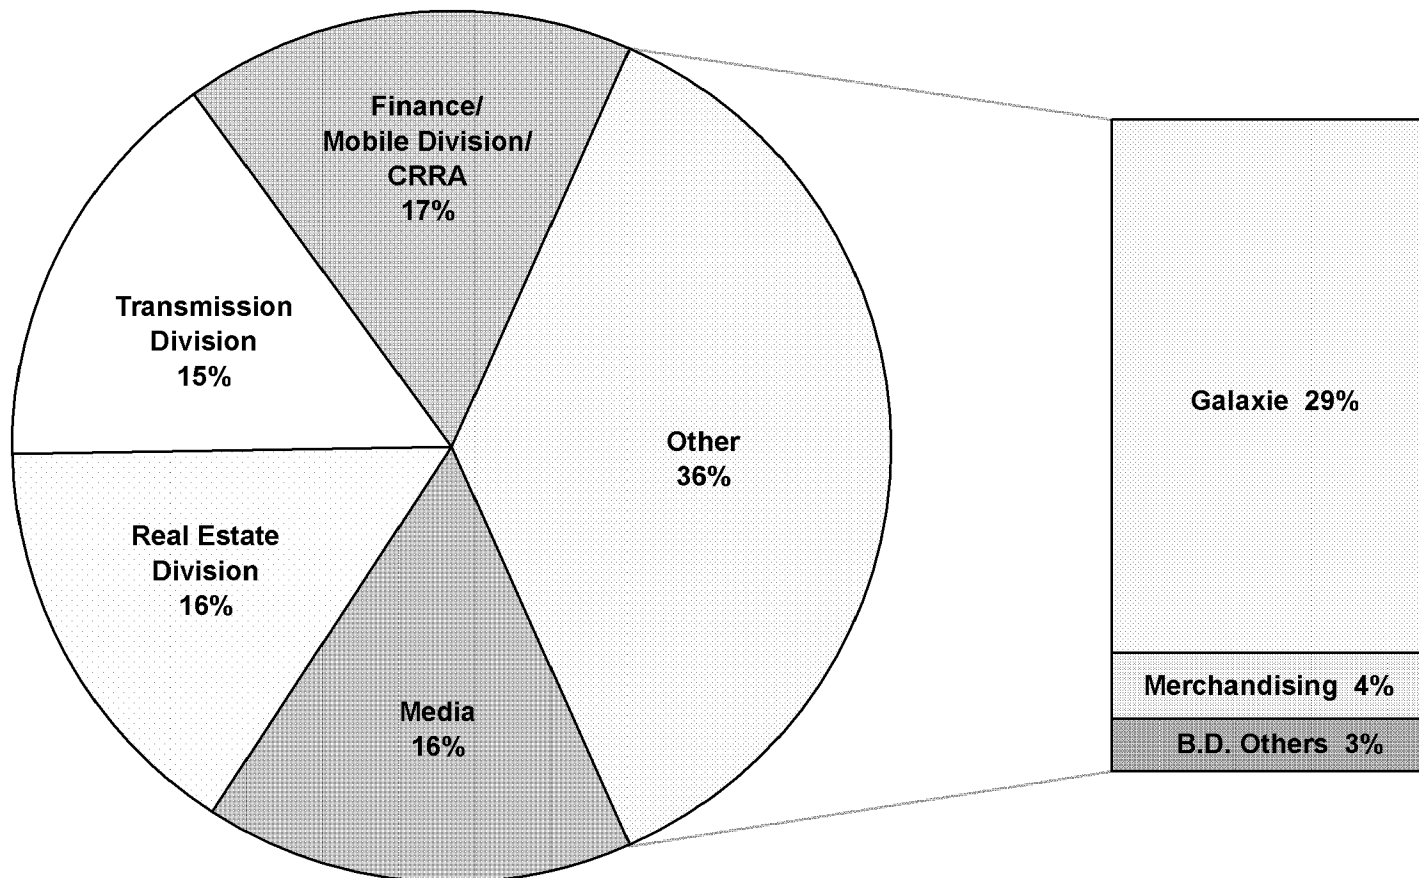 Finance/
Mobile Division/
CRRA
17%
Transmission
Division
15%
Other
36%
Real Estate
Division
16%
Media
16%
Galaxie 29%
Merchandising 4%
B.D. Others 3%